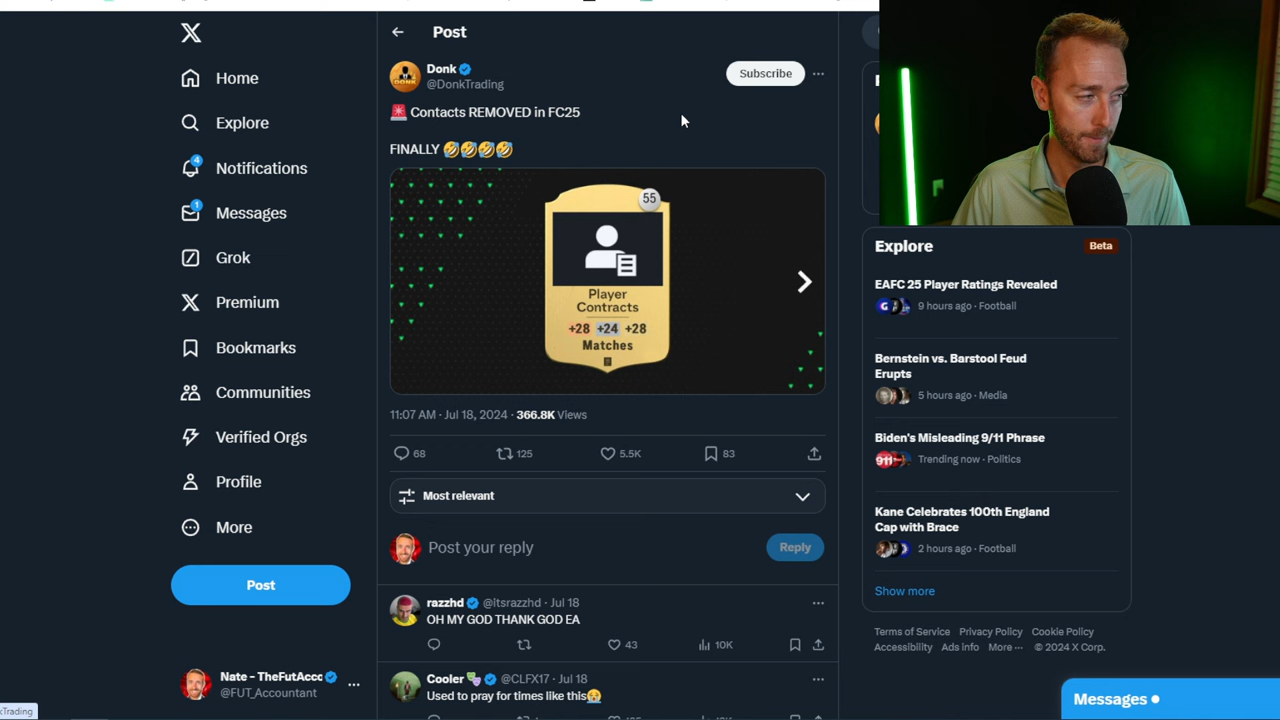 Home
Explore
4
Notifications
1
Messages
Grok
Premium
Bookmarks
Communities
Verified Orgs
Profile
More
Post
Nate - TheFutAcco
@FUT_Accountant
cTrading
Post
Donk
@DonkTrading
Subscribe
🚨 Contacts REMOVED in FC25
FINALLY 🤣🤣🤣🤣
55
Player
Contracts
+28 +24 +28
Matches
11:07 AM · Jul 18, 2024 · 366.8K Views
68
125
5.5K
83
Most relevant
Post your reply
Reply
razzhd @itsrazzhd · Jul 18
OH MY GOD THANK GOD EA
43
10K
Cooler 🎭 @CLFX17 · Jul 18
Used to pray for times like this😭
Explore
Beta
EAFC 25 Player Ratings Revealed
9 hours ago · Football
Bernstein vs. Barstool Feud
Erupts
5 hours ago · Media
Biden's Misleading 9/11 Phrase
Trending now · Politics
Kane Celebrates 100th England
Cap with Brace
2 hours ago · Football
Show more
Terms of Service Privacy Policy Cookie Policy
Accessibility Ads info More ··· © 2024 X Corp.
Messages